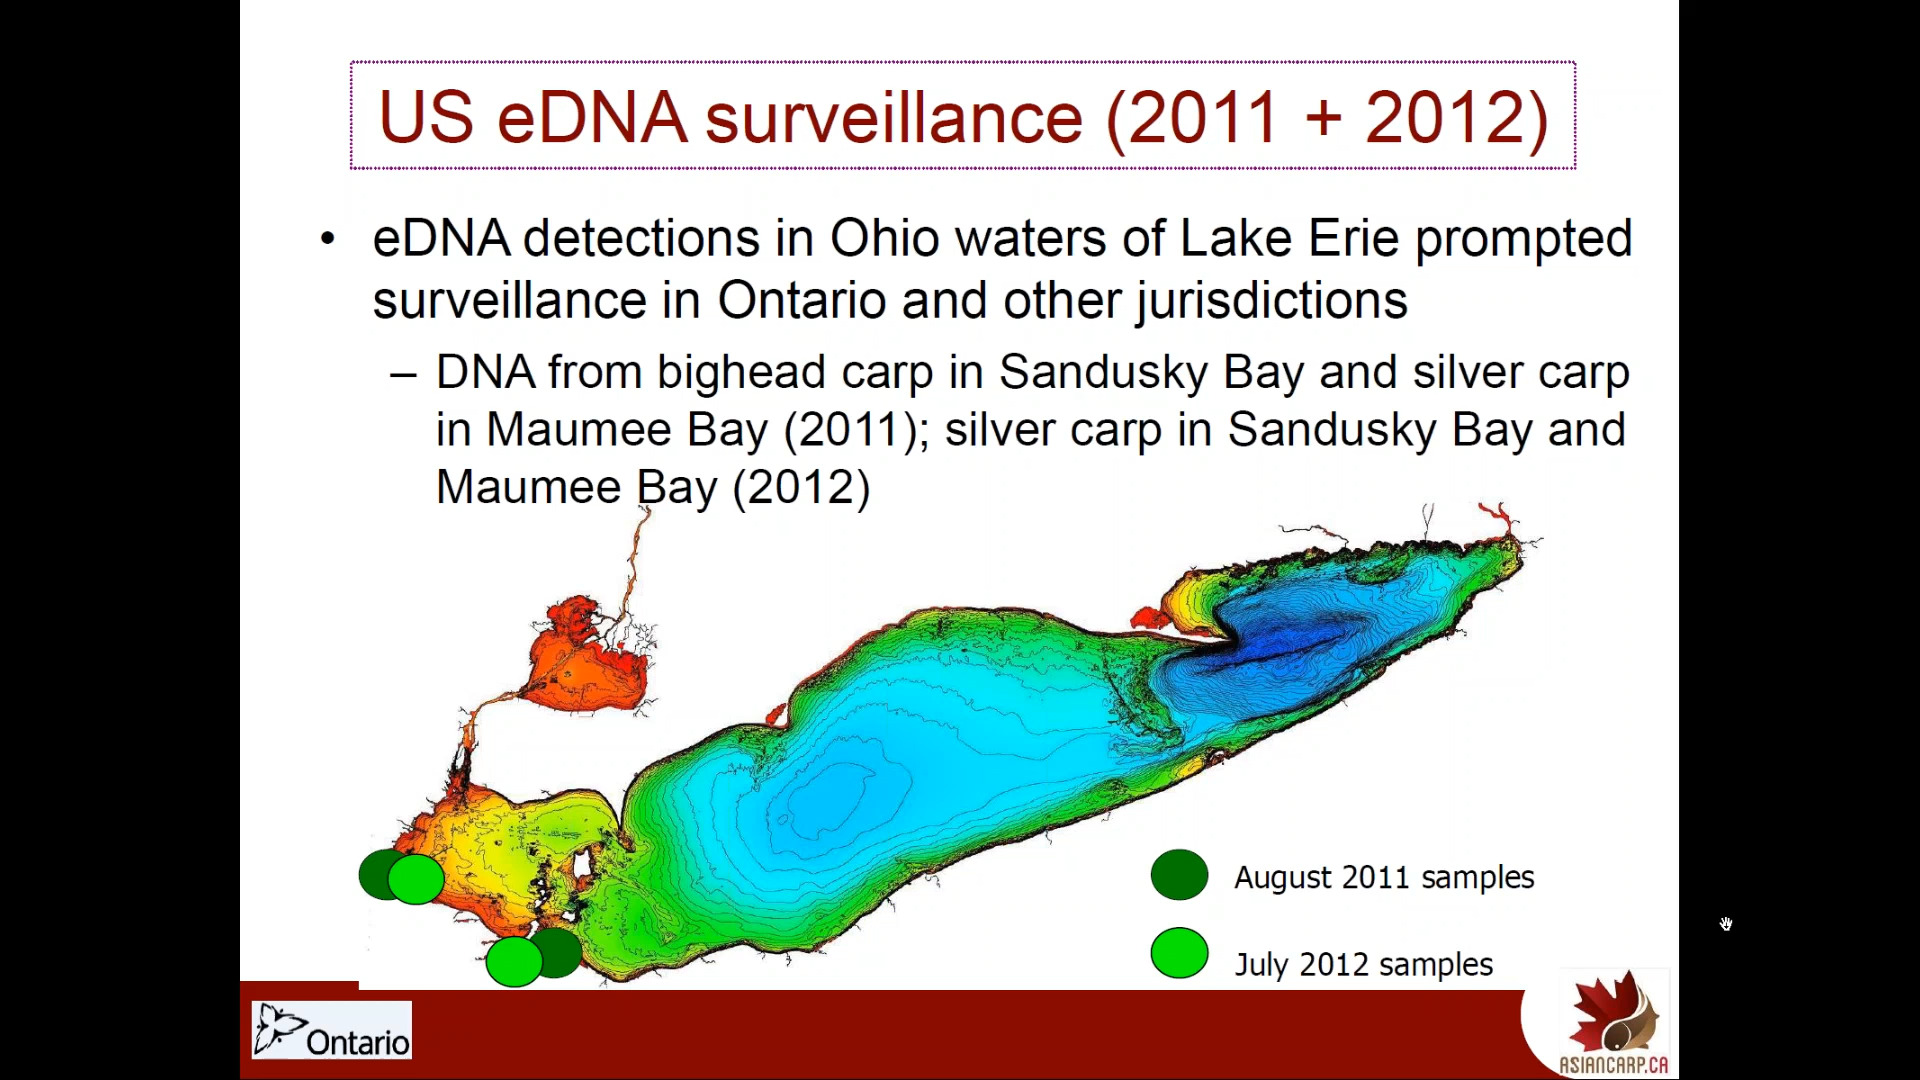 US eDNA surveillance (2011 + 2012)
• eDNA detections in Ohio waters of Lake Erie prompted
surveillance in Ontario and other jurisdictions
– DNA from bighead carp in Sandusky Bay and silver carp
in Maumee Bay (2011); silver carp in Sandusky Bay and
Maumee Bay (2012)
August 2011 samples
July 2012 samples
Ontario
ASIANCARP.CA